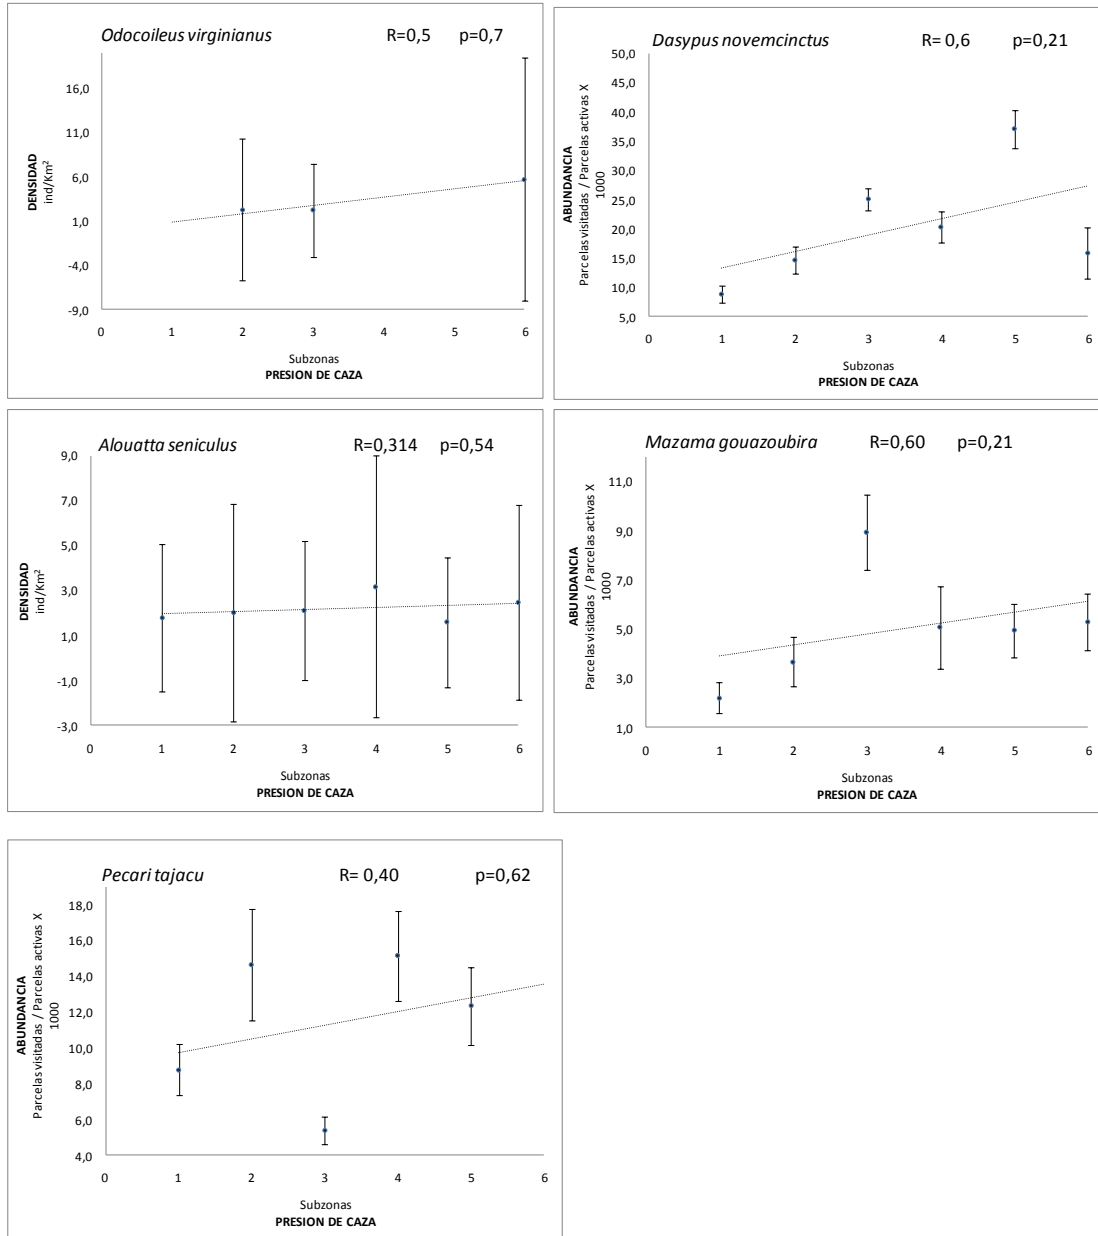 Odocoileus virginianus R=0,5 p=0,7
DENSIDAD
ind/Km²
16,0
11,0
6,0
1,0
-4,0
-9,0
0 1 2 3 4 5 6
Subzonas
PRESION DE CAZA
Dasypus novemcinctus R= 0,6 p=0,21
ABUNDANCIA
Parcelas visitadas / Parcelas activas X
1000
50,0
45,0
40,0
35,0
30,0
25,0
20,0
15,0
10,0
5,0
0 1 2 3 4 5 6
Subzonas
PRESION DE CAZA
Alouatta seniculus R=0,314 p=0,54
DENSIDAD
ind/Km²
9,0
7,0
5,0
3,0
1,0
-1,0
-3,0
0 1 2 3 4 5 6
Subzonas
PRESION DE CAZA
Mazama gouazoubira R=0,60 p=0,21
ABUNDANCIA
Parcelas visitadas / Parcelas activas X
1000
11,0
9,0
7,0
5,0
3,0
1,0
0 1 2 3 4 5 6
Subzonas
PRESION DE CAZA
Pecari tajacu R= 0,40 p=0,62
ABUNDANCIA
Parcelas visitadas / Parcelas activas X
1000
18,0
16,0
14,0
12,0
10,0
8,0
6,0
4,0
0 1 2 3 4 5 6
Subzonas
PRESION DE CAZA